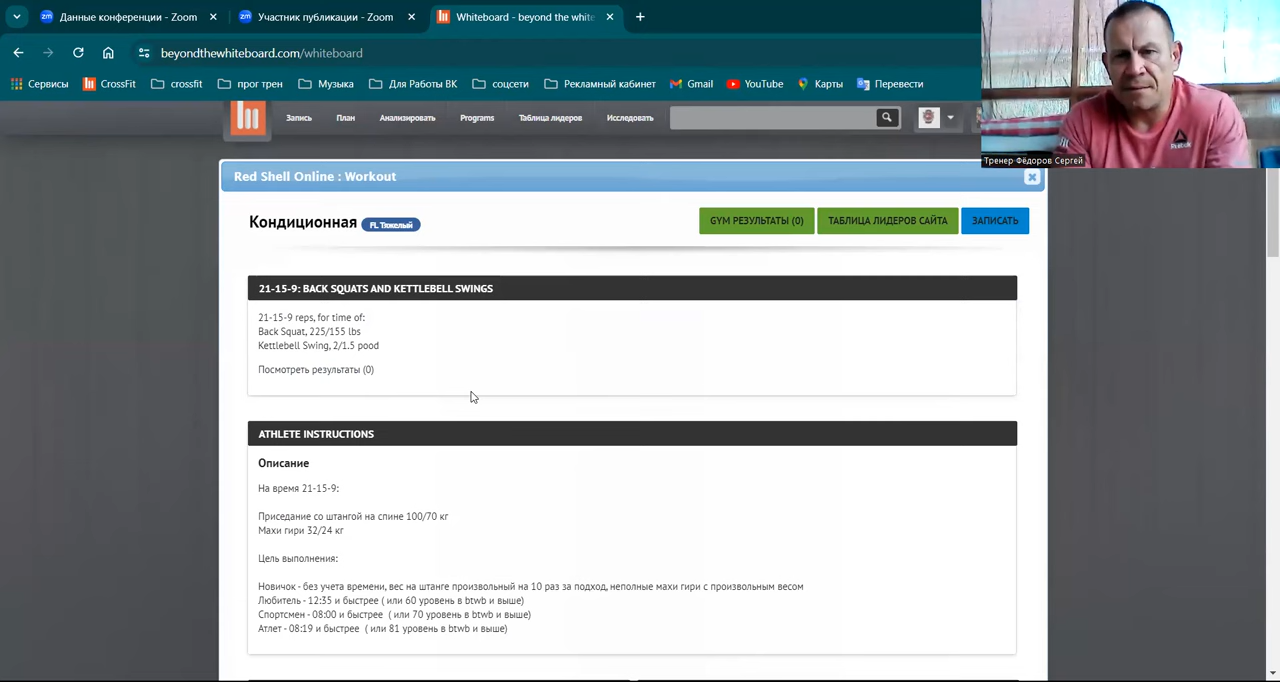 Данные конференции - Zoom
Участник публикации - Zoom
Whiteboard - beyond the white
beyondthewhiteboard.com/whiteboard
Сервисы
CrossFit
crossfit
прог трен
Музыка
Для Работы ВК
соцсети
Рекламный кабинет
Gmail
YouTube
Карты
Перевести
Запись
План
Анализировать
Programs
Таблица лидеров
Исследовать
Reebok
Тренер Фёдоров Сергей
Red Shell Online : Workout
Кондиционная FL Тяжелый
GYM РЕЗУЛЬТАТЫ (0)
ТАБЛИЦА ЛИДЕРОВ САЙТА
ЗАПИСАТЬ
21-15-9: BACK SQUATS AND KETTLEBELL SWINGS
21-15-9 reps, for time of:
Back Squat, 225/155 lbs
Kettlebell Swing, 2/1.5 pood
Посмотреть результаты (0)
ATHLETE INSTRUCTIONS
Описание
На время 21-15-9:
Приседание со штангой на спине 100/70 кг
Махи гири 32/24 кг
Цель выполнения:
Новичок - без учета времени, вес на штанге произвольный на 10 раз за подход, неполные махи гири с произвольным весом
Любитель - 12:35 и быстрее ( или 60 уровень в btwb и выше)
Спортсмен - 08:00 и быстрее ( или 70 уровень в btwb и выше)
Атлет - 08:19 и быстрее ( или 81 уровень в btwb и выше)